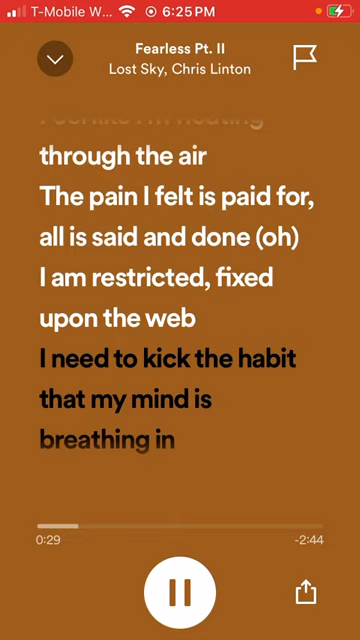 T-Mobile W... 6:25PM
Fearless Pt. II
Lost Sky, Chris Linton
through the air
The pain I felt is paid for,
all is said and done (oh)
I am restricted, fixed
upon the web
I need to kick the habit
that my mind is
breathing in
0:29 -2:44